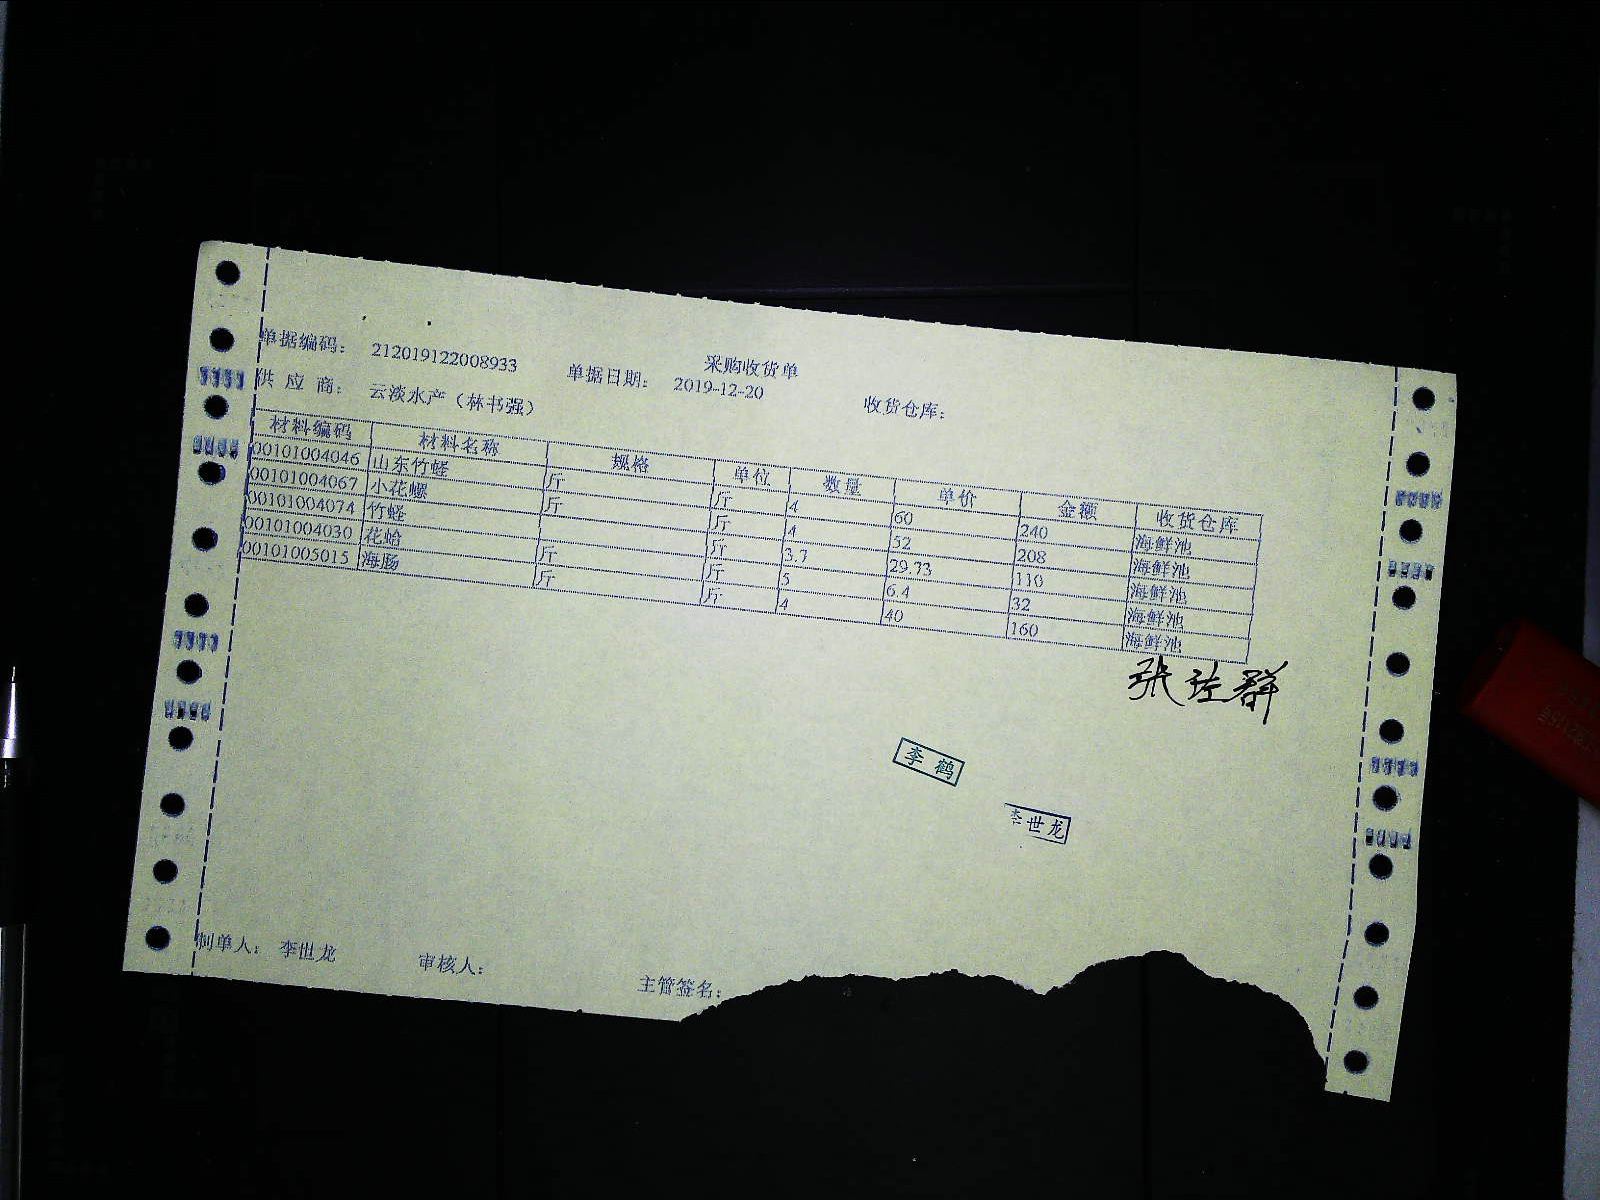 采购收货单
单据编码： 212019122008933 单据日期： 2019-12-20 收货仓库：
供 应 商： 云淡水产（林书强）
材料编码 材料名称 规格 单位 数量 单价 金额 收货仓库
00101004046 山东竹蛏 斤 斤 4 60 240 海鲜池
00101004067 小花螺 斤 斤 4 52 208 海鲜池
00101004074 竹蛏 斤 3.7 29.73 110 海鲜池
00101004030 花蛤 斤 斤 5 6.4 32 海鲜池
00101005015 海肠 斤 斤 4 40 160 海鲜池
李鹤
李世龙
制单人： 李世龙 审核人： 主管签名：